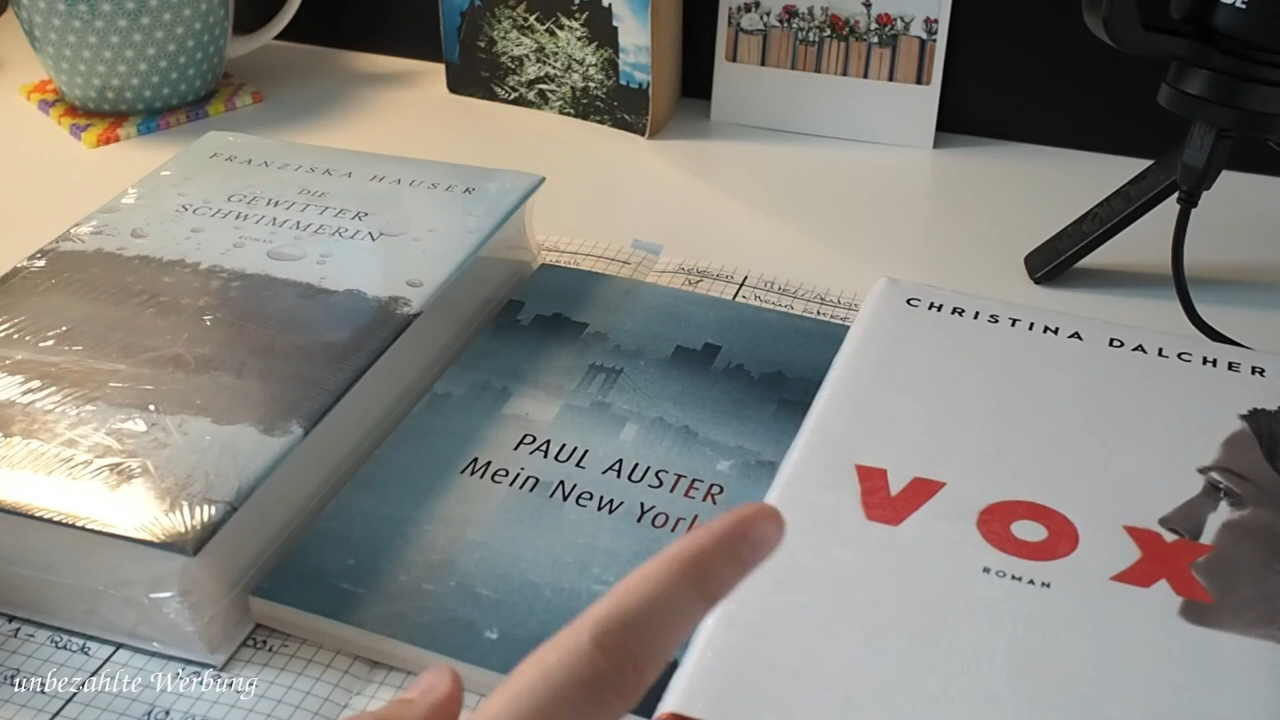 FRANZISKA HAUSER
DIE
GEWITTER
SCHWIMMERIN
ROMAN
PAUL AUSTER
Mein New York
CHRISTINA DALCHER
VOX
ROMAN
unbezahlte Werbung